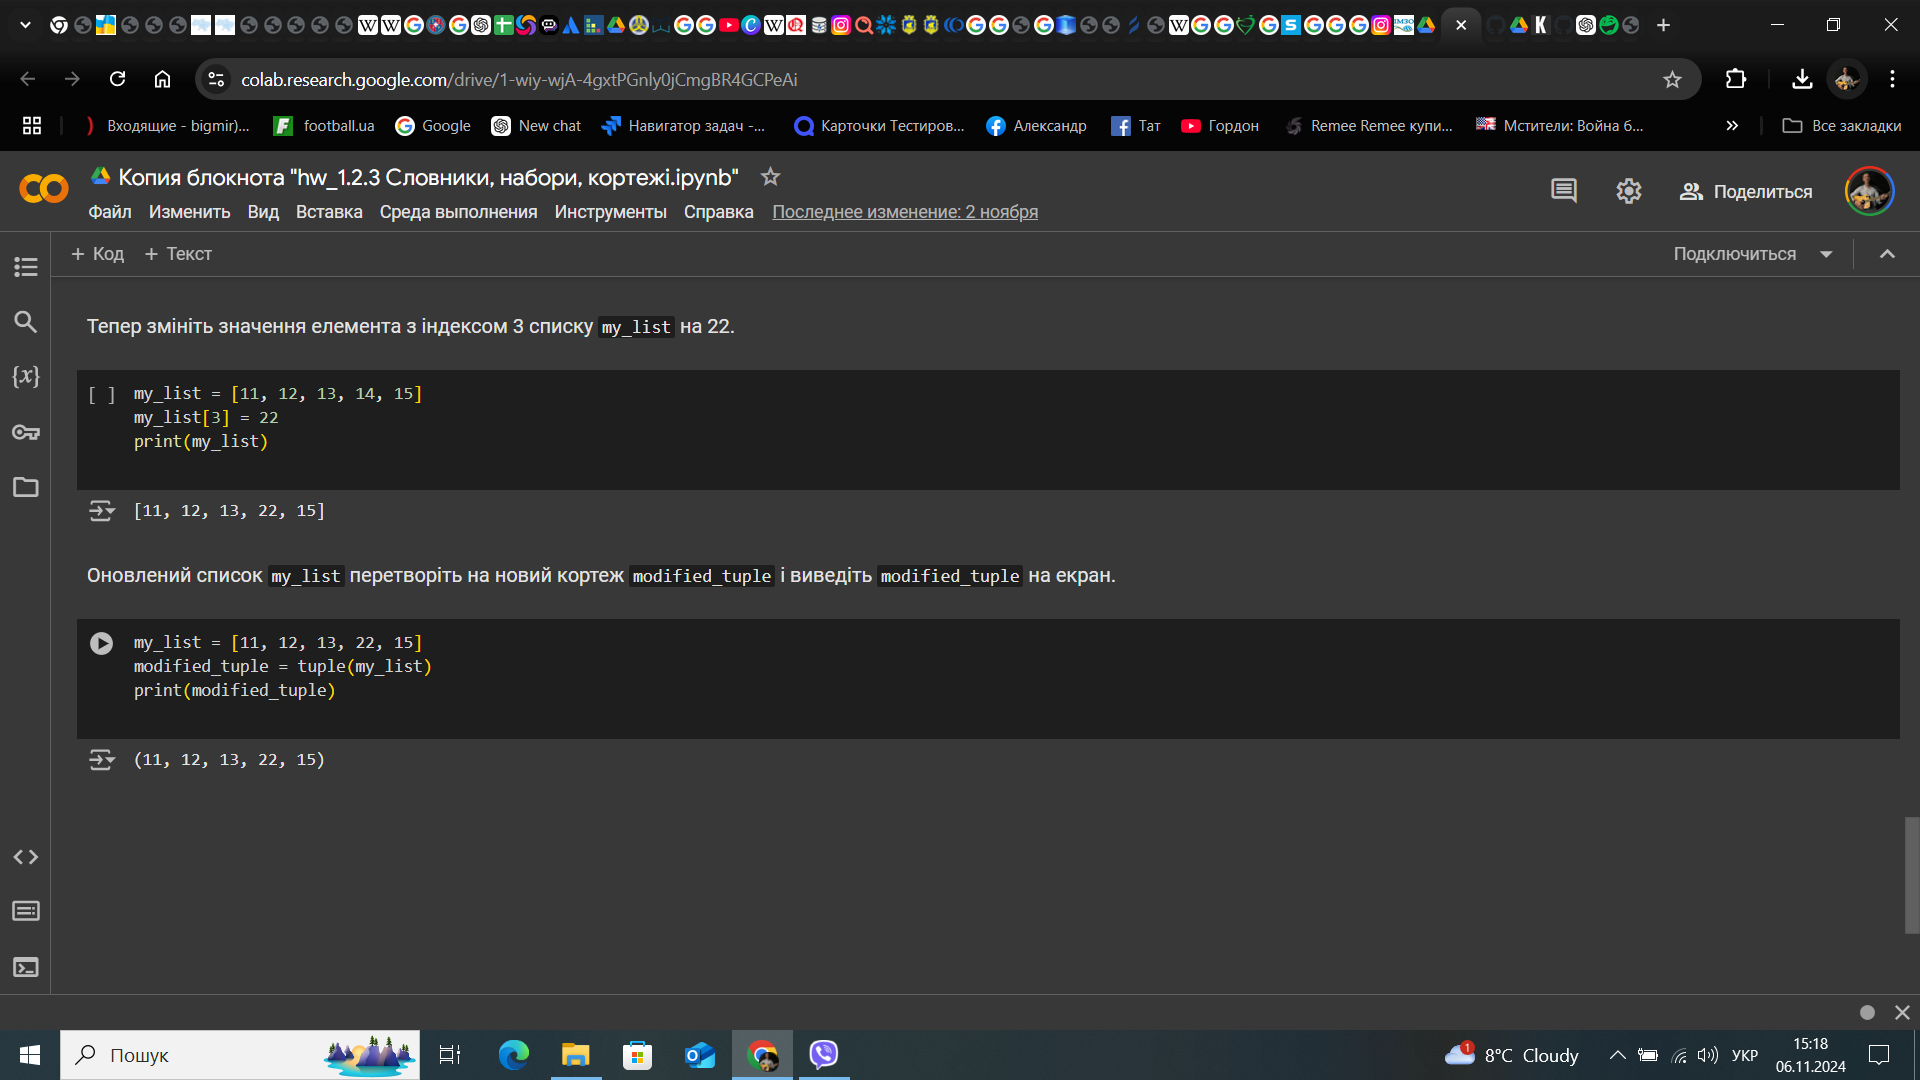 colab.research.google.com/drive/1-wiy-wjA-4gxtPGnly0jCmgBR4GCPeAi
Входящие - bigmir)...
football.ua
Google
New chat
Навигатор задач -...
Карточки Тестиров...
Александр
Тат
Гордон
Remee Remee купи...
Мстители: Война б...
Все закладки
Копия блокнота "hw_1.2.3 Словники, набори, кортежі.ipynb"
Файл Изменить Вид Вставка Среда выполнения Инструменты Справка Последнее изменение: 2 ноября
Поделиться
+ Код + Текст
Подключиться
Тепер змініть значення елемента з індексом 3 списку my_list на 22.
[ ] my_list = [11, 12, 13, 14, 15]
my_list[3] = 22
print(my_list)
[11, 12, 13, 22, 15]
Оновлений список my_list перетворіть на новий кортеж modified_tuple і виведіть modified_tuple на екран.
my_list = [11, 12, 13, 22, 15]
modified_tuple = tuple(my_list)
print(modified_tuple)
(11, 12, 13, 22, 15)
Пошук
1
8°C Cloudy
УКР
15:18
06.11.2024